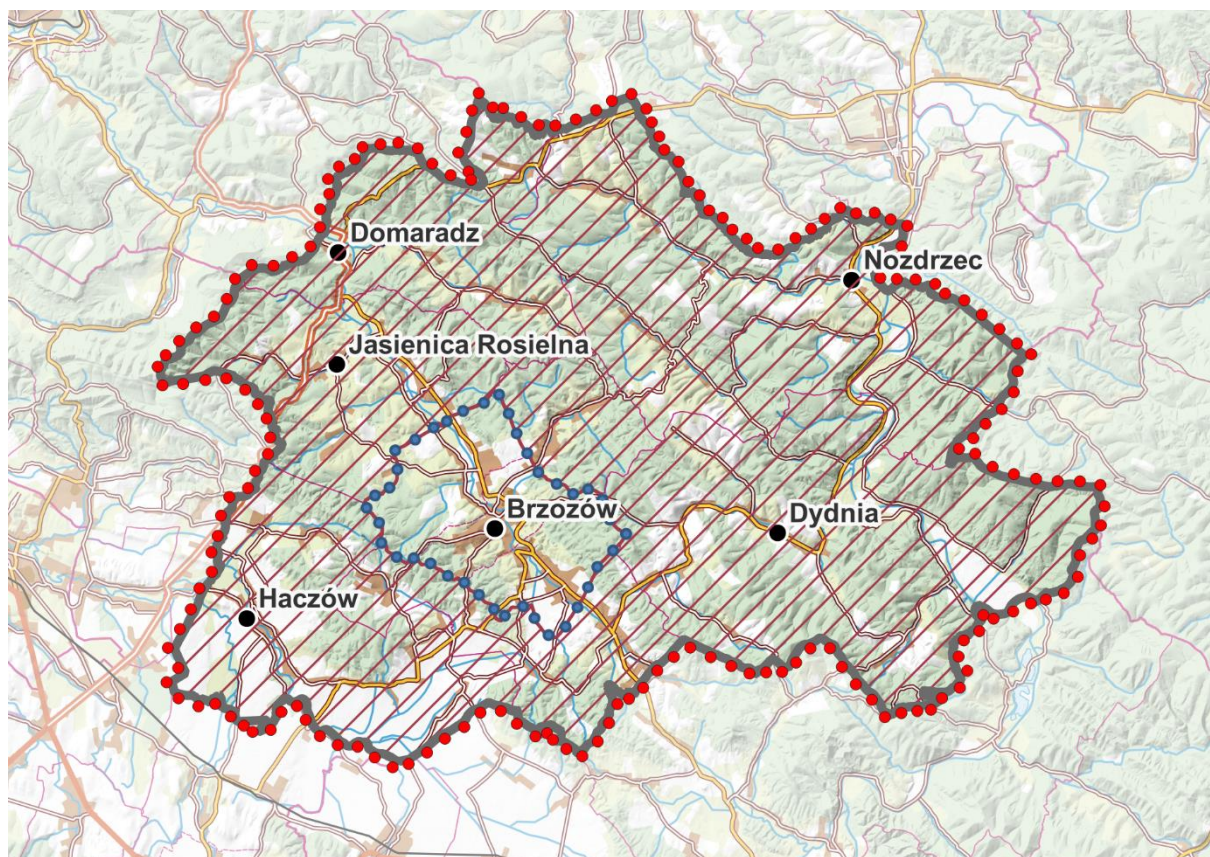 Domaradz
Nozdrzec
Jasienica Rosielna
Brzozów
Dydnia
Haczów